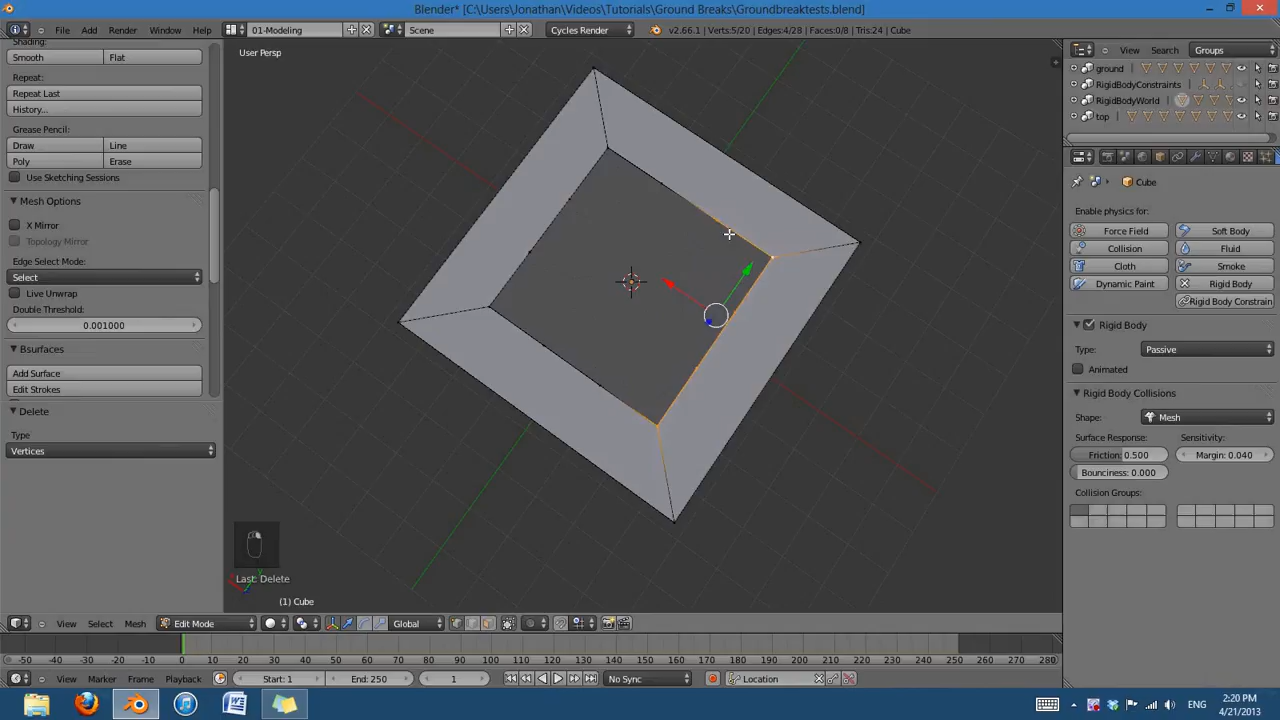 Blender* [C:\Users\Jonathan\Videos\Tutorials\Ground Breaks\Groundbreaktests.blend]
File Add Render Window Help 01-Modeling Scene Cycles Render v2.66.1 | Verts:5/20 | Edges:4/28 | Faces:0/8 | Tris:24 | Cube
View Search Groups
Shading:
Smooth Flat
Repeat:
Repeat Last
History...
Grease Pencil:
Draw Line
Poly Erase
Use Sketching Sessions
Mesh Options
X Mirror
Topology Mirror
Edge Select Mode:
Select
Live Unwrap
Double Threshold:
0.001000
Bsurfaces
Add Surface
Edit Strokes
Delete
Type
Vertices
User Persp
Last: Delete
(1) Cube
ground
RigidBodyConstraints
RigidBodyWorld
top
Cube
Enable physics for:
Force Field Soft Body
Collision Fluid
Cloth Smoke
Dynamic Paint Rigid Body
Rigid Body Constrain
Rigid Body
Type: Passive
Animated
Rigid Body Collisions
Shape: Mesh
Surface Response: Sensitivity:
Friction: 0.500 Margin: 0.040
Bounciness: 0.000
Collision Groups:
View Select Mesh Edit Mode Global
-50 -40 -30 -20 -10 0 10 20 30 40 50 60 70 80 90 100 110 120 130 140 150 160 170 180 190 200 210 220 230 240 250 260 270 280
View Marker Frame Playback Start: 1 End: 250 1 No Sync Location
ENG
2:20 PM
4/21/2013